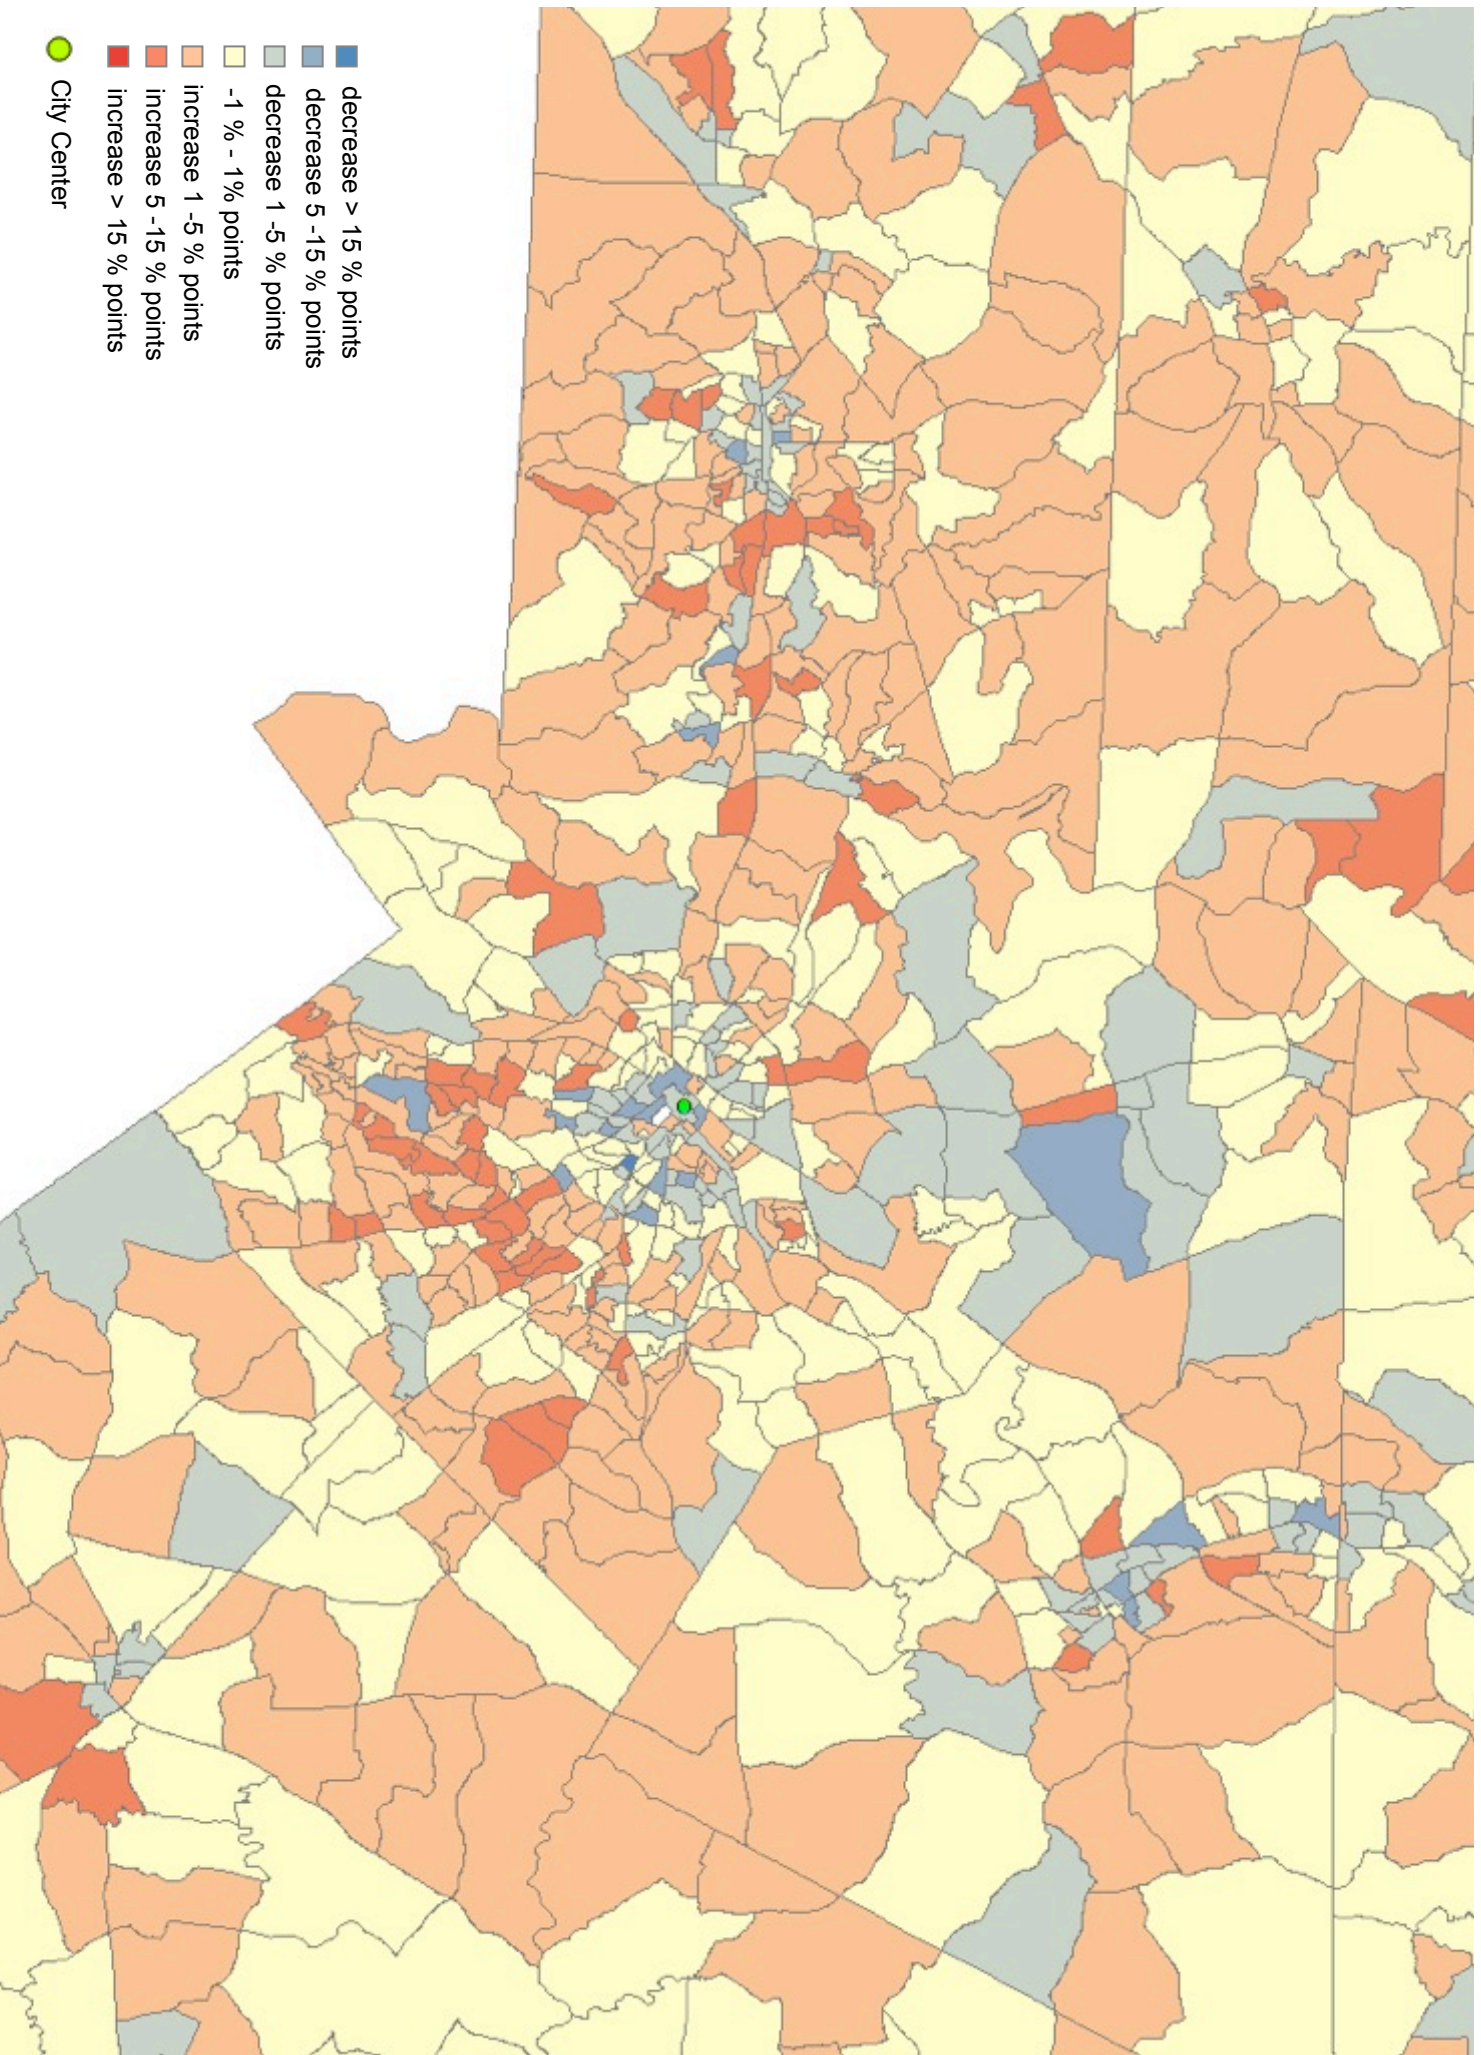 decrease > 15 % points
decrease 5 -15 % points
decrease 1 -5 % points
-1 % - 1% points
increase 1 -5 % points
increase 5 -15 % points
increase > 15 % points
City Center